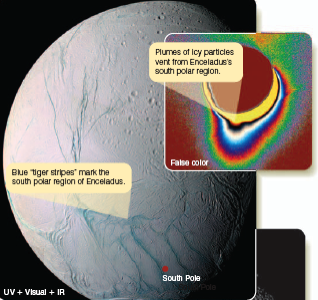 Plumes of icy particles
vent from Enceladus's
south polar region.
False color
Blue "tiger stripes" mark the
south polar region of Enceladus.
South Pole
UV + Visual + IR